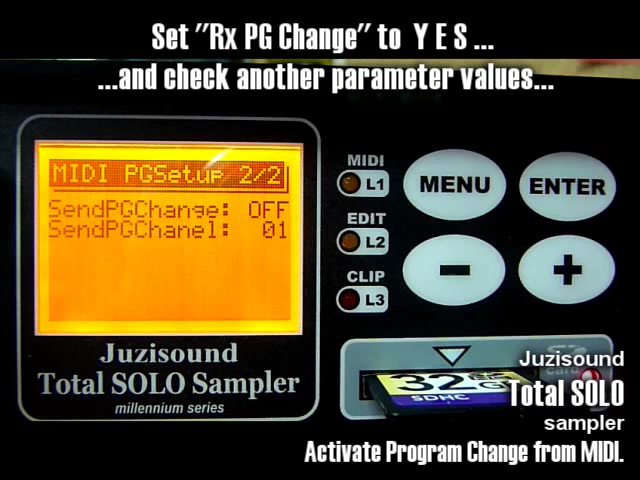 Set "Rx PG Change" to Y E S ...
...and check another parameter values...
MIDI PGSetup 2/2
SendPGChange: OFF
SendPGChanel: 01
MIDI
L1
EDIT
L2
CLIP
L3
MENU
ENTER
-
+
Juzisound
Total SOLO Sampler
millennium series
32
SDHC
Juzisound
Total SOLO
sampler
Activate Program Change from MIDI.